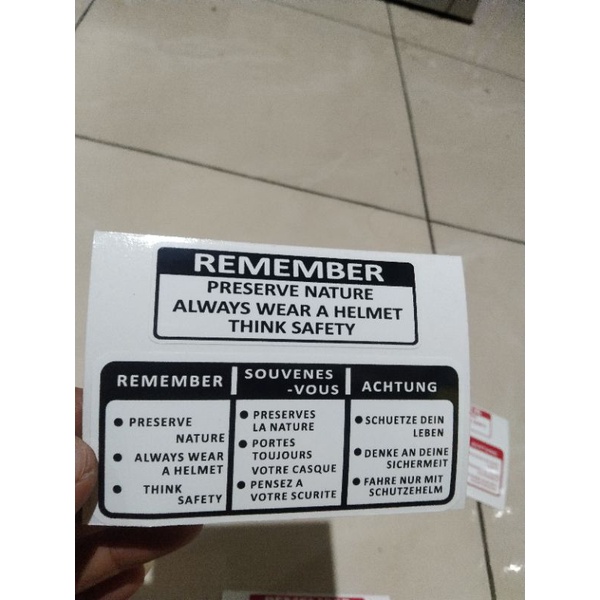 REMEMBER
PRESERVE NATURE
ALWAYS WEAR A HELMET
THINK SAFETY
REMEMBER
PRESERVE
NATURE
ALWAYS WEAR
A HELMET
THINK
SAFETY
SOUVENES
-VOUS
PRESERVES
LA NATURE
PORTES
TOUJOURS
VOTRE CASQUE
PENSEZ A
VOTRE SCURITE
ACHTUNG
SCHUETZE DEIN
LEBEN
DENKE AN DEINE
SICHERMEIT
FAHRE NUR MIT
SCHUTZEHELM